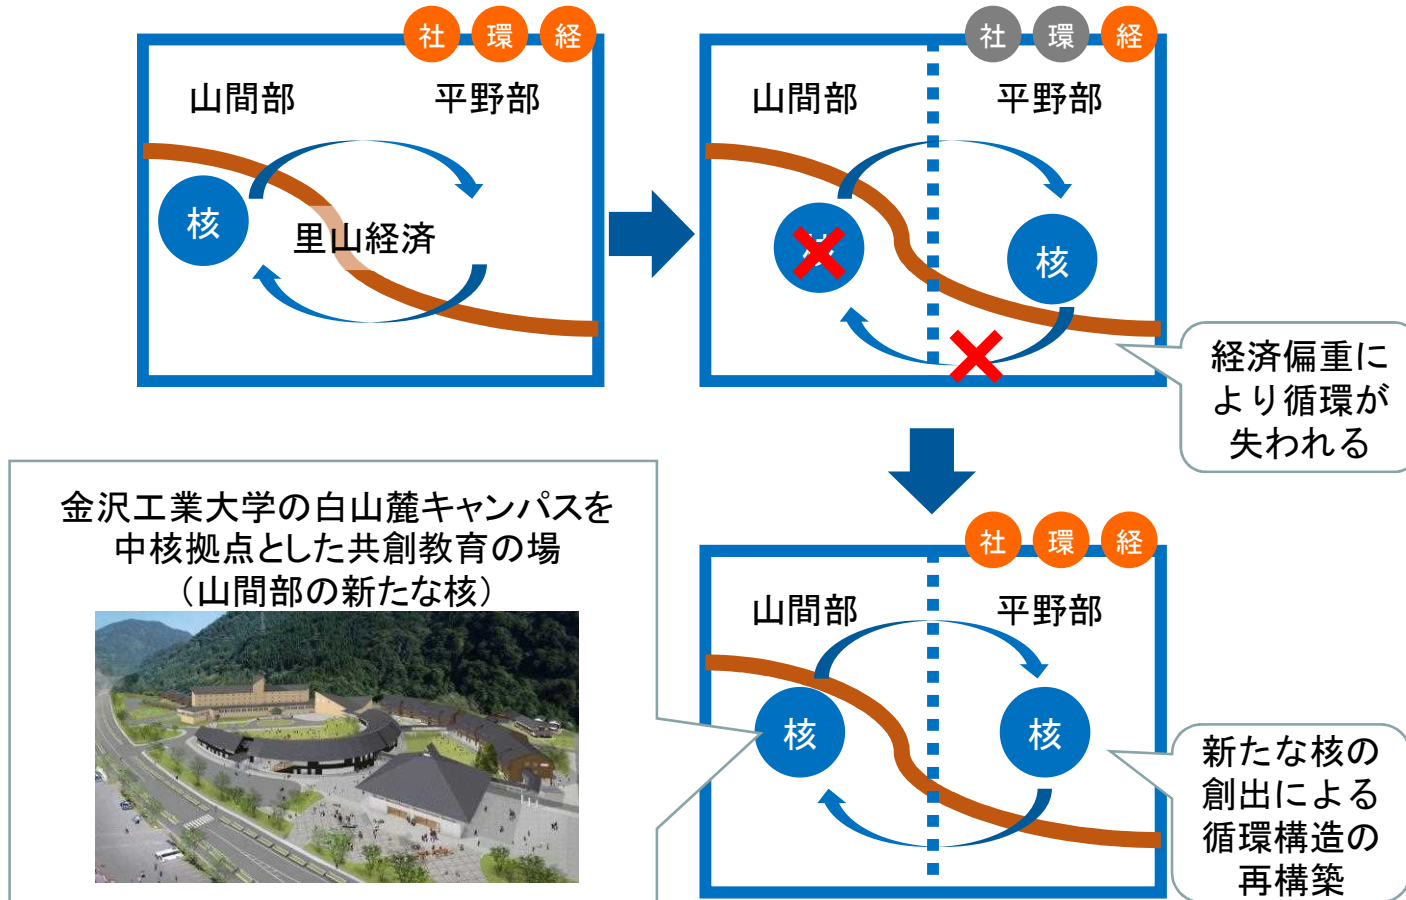 社 環 経
山間部 平野部
核
里山経済
社 環 経
山間部 平野部
核
核
経済偏重に
より循環が
失われる
金沢工業大学の白山麓キャンパスを
中核拠点とした共創教育の場
（山間部の新たな核）
社 環 経
山間部 平野部
核 核
新たな核の
創出による
循環構造の
再構築